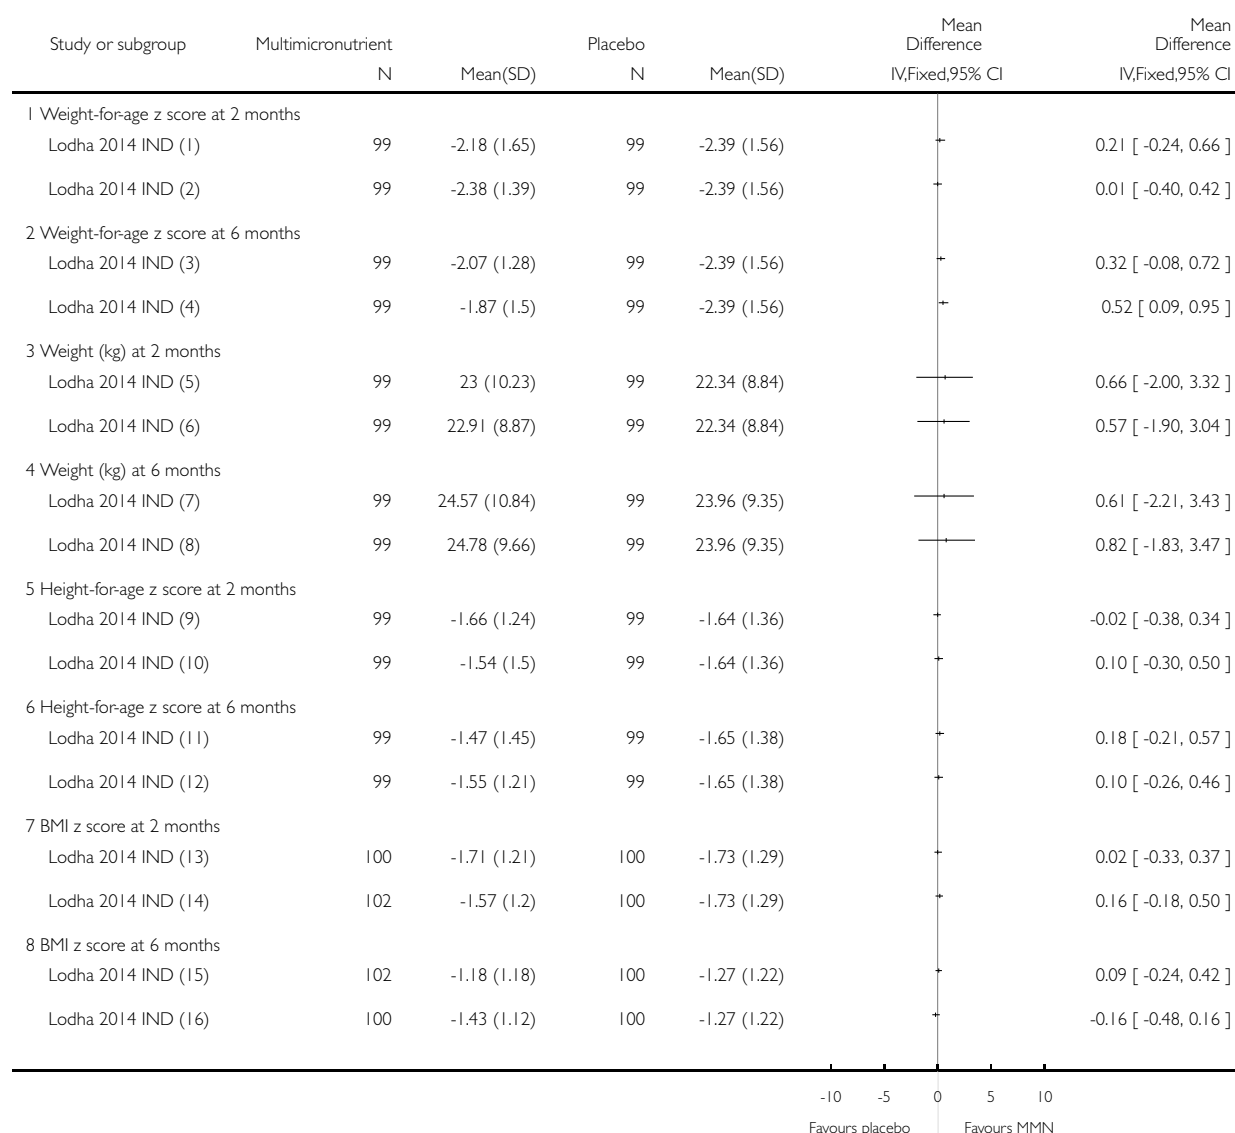 Mean Mean
Study or subgroup Multimicronutrient Placebo Difference Difference
N Mean(SD) N Mean(SD) IV,Fixed,95% CI IV,Fixed,95% CI
1 Weight-for-age z score at 2 months
Lodha 2014 IND (1) 99 -2.18 (1.65) 99 -2.39 (1.56) 0.21 [ -0.24, 0.66 ]
Lodha 2014 IND (2) 99 -2.38 (1.39) 99 -2.39 (1.56) 0.01 [ -0.40, 0.42 ]
2 Weight-for-age z score at 6 months
Lodha 2014 IND (3) 99 -2.07 (1.28) 99 -2.39 (1.56) 0.32 [ -0.08, 0.72 ]
Lodha 2014 IND (4) 99 -1.87 (1.5) 99 -2.39 (1.56) 0.52 [ 0.09, 0.95 ]
3 Weight (kg) at 2 months
Lodha 2014 IND (5) 99 23 (10.23) 99 22.34 (8.84) 0.66 [ -2.00, 3.32 ]
Lodha 2014 IND (6) 99 22.91 (8.87) 99 22.34 (8.84) 0.57 [ -1.90, 3.04 ]
4 Weight (kg) at 6 months
Lodha 2014 IND (7) 99 24.57 (10.84) 99 23.96 (9.35) 0.61 [ -2.21, 3.43 ]
Lodha 2014 IND (8) 99 24.78 (9.66) 99 23.96 (9.35) 0.82 [ -1.83, 3.47 ]
5 Height-for-age z score at 2 months
Lodha 2014 IND (9) 99 -1.66 (1.24) 99 -1.64 (1.36) -0.02 [ -0.38, 0.34 ]
Lodha 2014 IND (10) 99 -1.54 (1.5) 99 -1.64 (1.36) 0.10 [ -0.30, 0.50 ]
6 Height-for-age z score at 6 months
Lodha 2014 IND (11) 99 -1.47 (1.45) 99 -1.65 (1.38) 0.18 [ -0.21, 0.57 ]
Lodha 2014 IND (12) 99 -1.55 (1.21) 99 -1.65 (1.38) 0.10 [ -0.26, 0.46 ]
7 BMI z score at 2 months
Lodha 2014 IND (13) 100 -1.71 (1.21) 100 -1.73 (1.29) 0.02 [ -0.33, 0.37 ]
Lodha 2014 IND (14) 102 -1.57 (1.2) 100 -1.73 (1.29) 0.16 [ -0.18, 0.50 ]
8 BMI z score at 6 months
Lodha 2014 IND (15) 102 -1.18 (1.18) 100 -1.27 (1.22) 0.09 [ -0.24, 0.42 ]
Lodha 2014 IND (16) 100 -1.43 (1.12) 100 -1.27 (1.22) -0.16 [ -0.48, 0.16 ]
-10 -5 0 5 10
Favours placebo Favours MMN